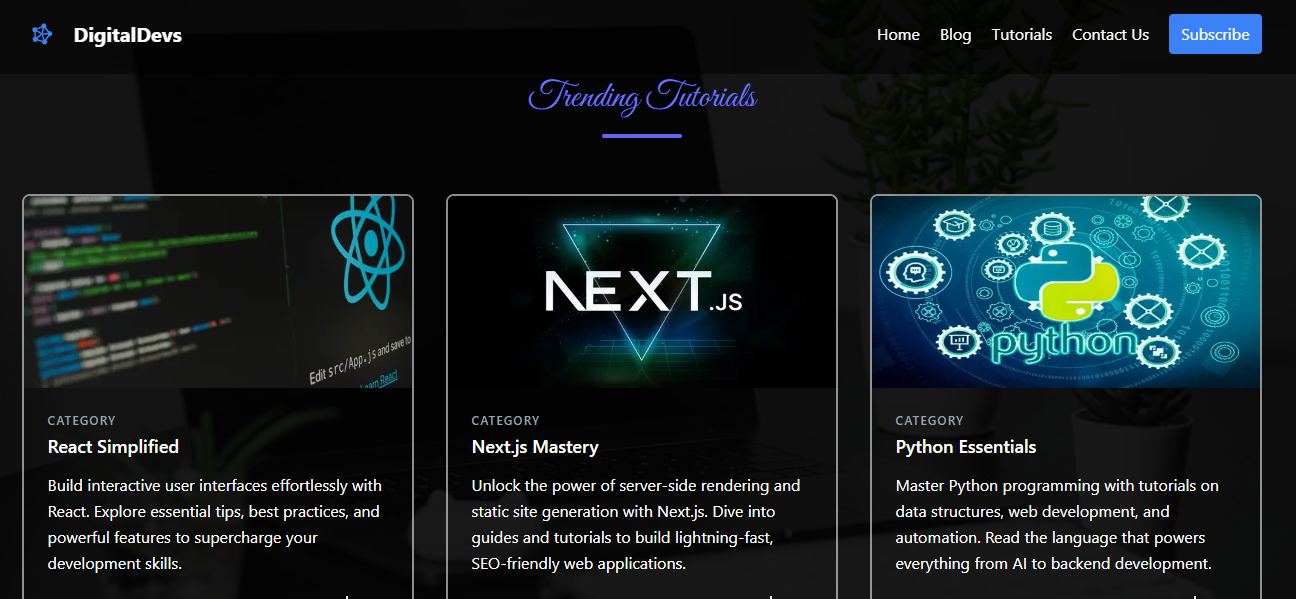 DigitalDevs
Home Blog Tutorials Contact Us Subscribe
Trending Tutorials
Edit src/App.js and save to
Learn React
NEXT.JS
python
CATEGORY
React Simplified
Build interactive user interfaces effortlessly with
React. Explore essential tips, best practices, and
powerful features to supercharge your
development skills.
CATEGORY
Next.js Mastery
Unlock the power of server-side rendering and
static site generation with Next.js. Dive into
guides and tutorials to build lightning-fast,
SEO-friendly web applications.
CATEGORY
Python Essentials
Master Python programming with tutorials on
data structures, web development, and
automation. Read the language that powers
everything from AI to backend development.